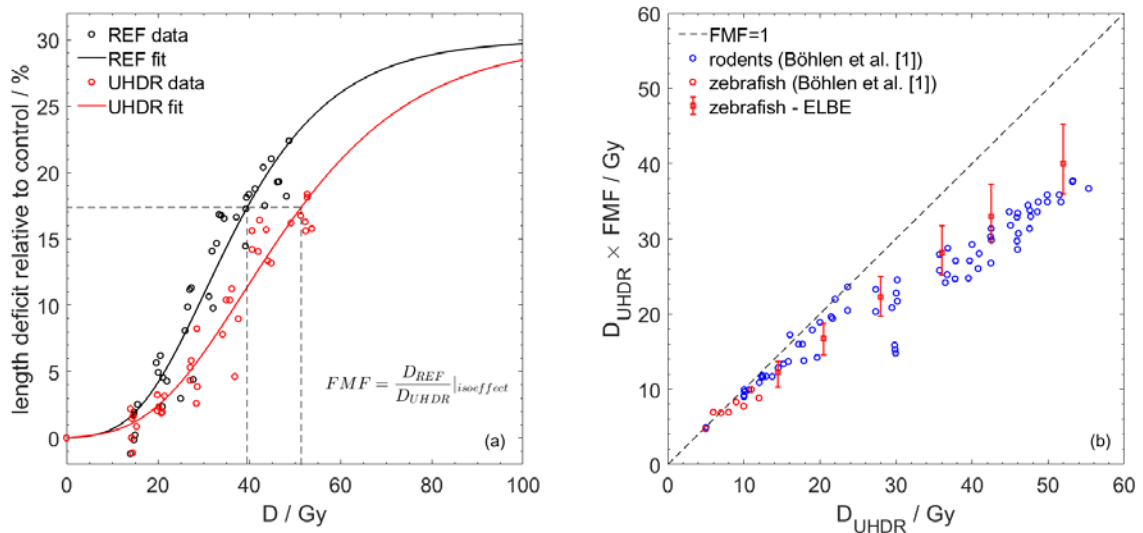 30
25
20
15
10
5
0
length deficit relative to control / %
REF data
REF fit
UHDR data
UHDR fit
FMF = D_REF / D_UHDR |isoeffect
(a)
0 20 40 60 80 100
D / Gy
60
50
40
30
20
10
0
D_UHDR × FMF / Gy
FMF=1
rodents (Böhlen et al. [1])
zebrafish (Böhlen et al. [1])
zebrafish - ELBE
(b)
0 10 20 30 40 50 60
D_UHDR / Gy